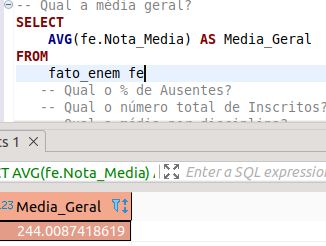 -- Qual a média geral?
SELECT
AVG(fe.Nota_Media) AS Media_Geral
FROM
fato_enem fe
-- Qual o % de Ausentes?
-- Qual o número total de Inscritos?
-- Qual a média por disciplina?
ts 1
CT AVG(fe.Nota_Media)
Enter a SQL expression
123 Media_Geral
244.0087418619